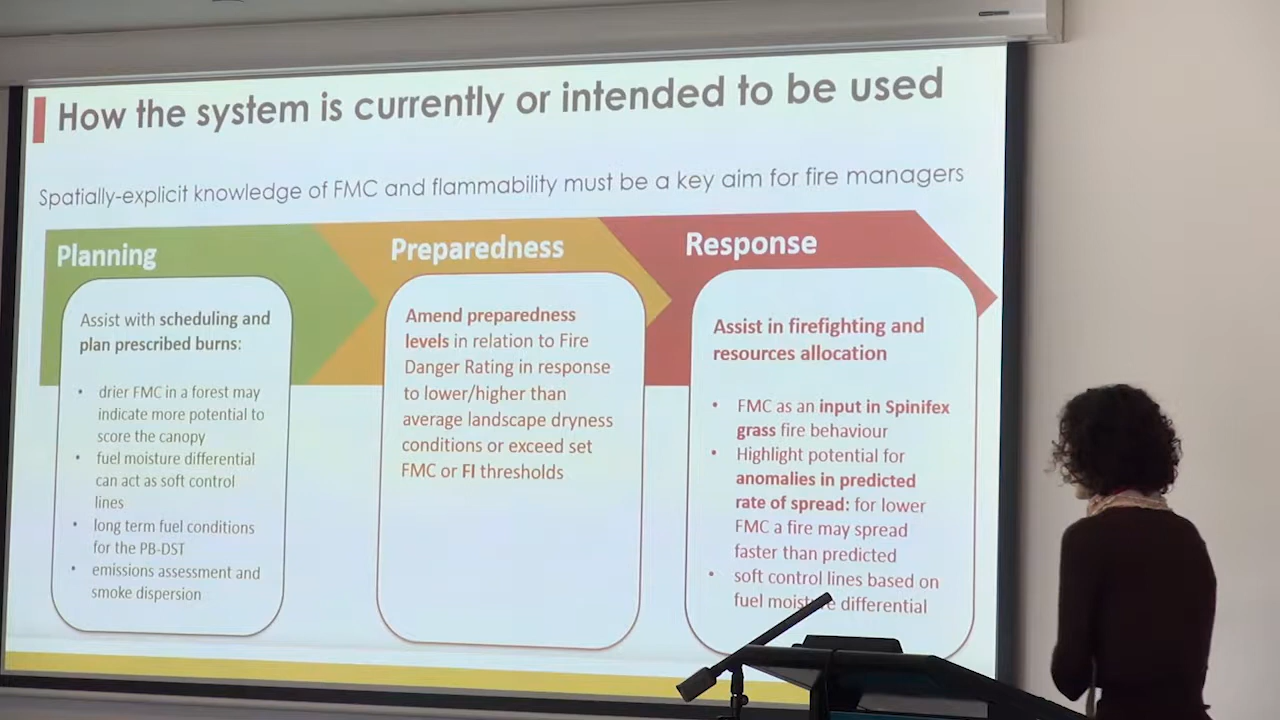 How the system is currently or intended to be used
Spatially-explicit knowledge of FMC and flammability must be a key aim for fire managers
Planning
Assist with scheduling and
plan prescribed burns:
• drier FMC in a forest may
indicate more potential to
score the canopy
• fuel moisture differential
can act as soft control
lines
• long term fuel conditions
for the PB-DST
• emissions assessment and
smoke dispersion
Preparedness
Amend preparedness
levels in relation to Fire
Danger Rating in response
to lower/higher than
average landscape dryness
conditions or exceed set
FMC or FI thresholds
Response
Assist in firefighting and
resources allocation
• FMC as an input in Spinifex
grass fire behaviour
• Highlight potential for
anomalies in predicted
rate of spread: for lower
FMC a fire may spread
faster than predicted
• soft control lines based on
fuel moisture differential